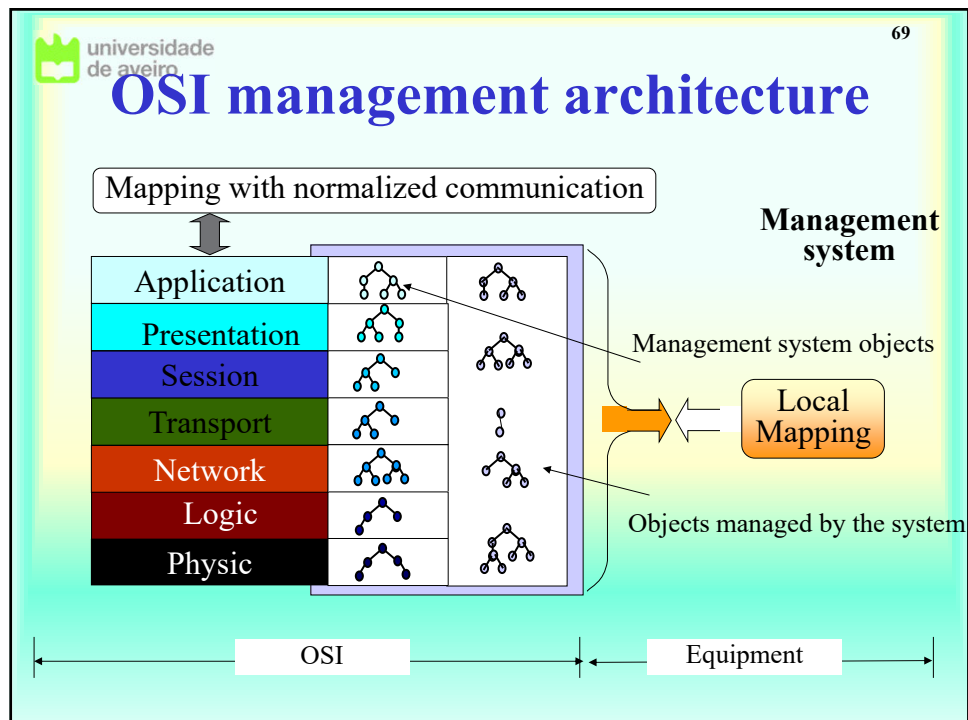 69
universidade
de aveiro
OSI management architecture
Mapping with normalized communication
Management
system
Application
Presentation
Session
Transport
Network
Logic
Physic
Management system objects
Local
Mapping
Objects managed by the system
OSI
Equipment